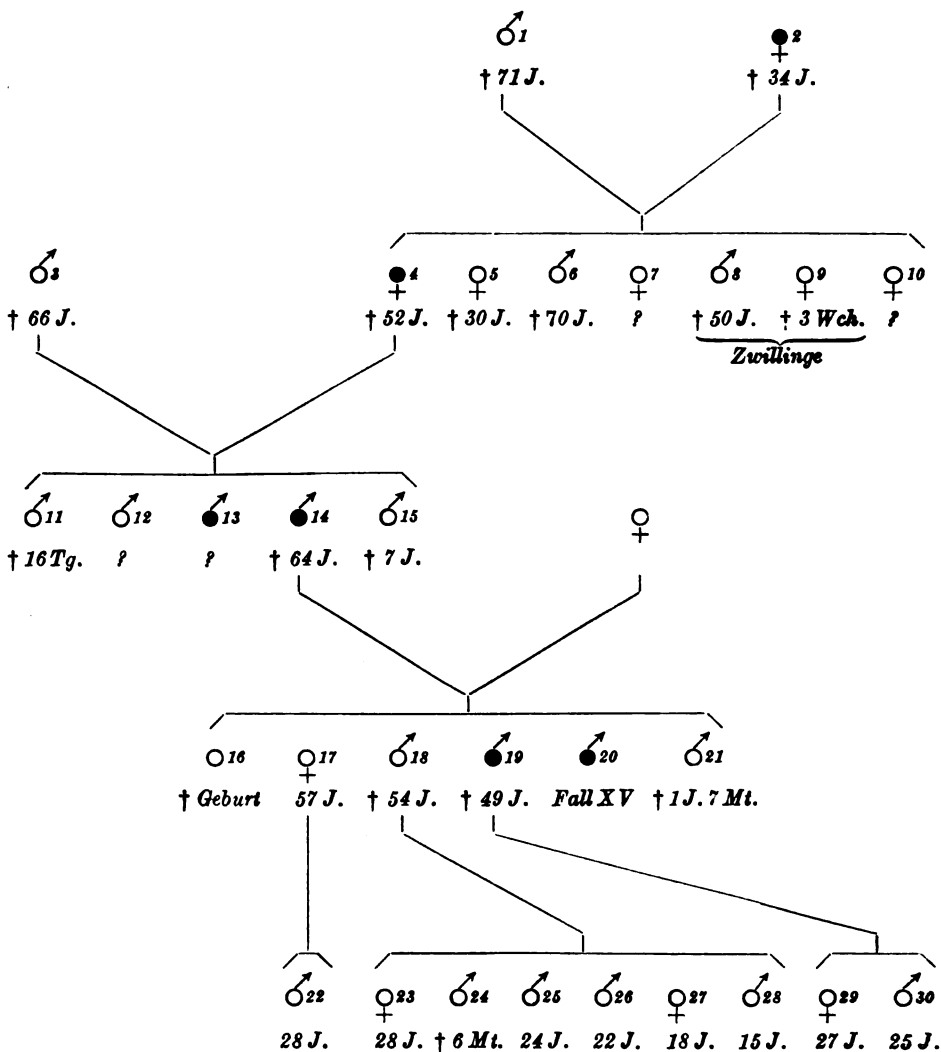 1 2
† 71 J. † 34 J.
3 4 5 6 7 8 9 10
† 66 J. † 52 J. † 30 J. † 70 J. ? † 50 J. † 3 Wch. ?
Zwillinge
11 12 13 14 15
† 16 Tg. ? ? † 64 J. † 7 J.
16 17 18 19 20 21
† Geburt 57 J. † 54 J. † 49 J. Fall XV † 1 J. 7 Mt.
22 23 24 25 26 27 28 29 30
28 J. 28 J. † 6 Mt. 24 J. 22 J. 18 J. 15 J. 27 J. 25 J.